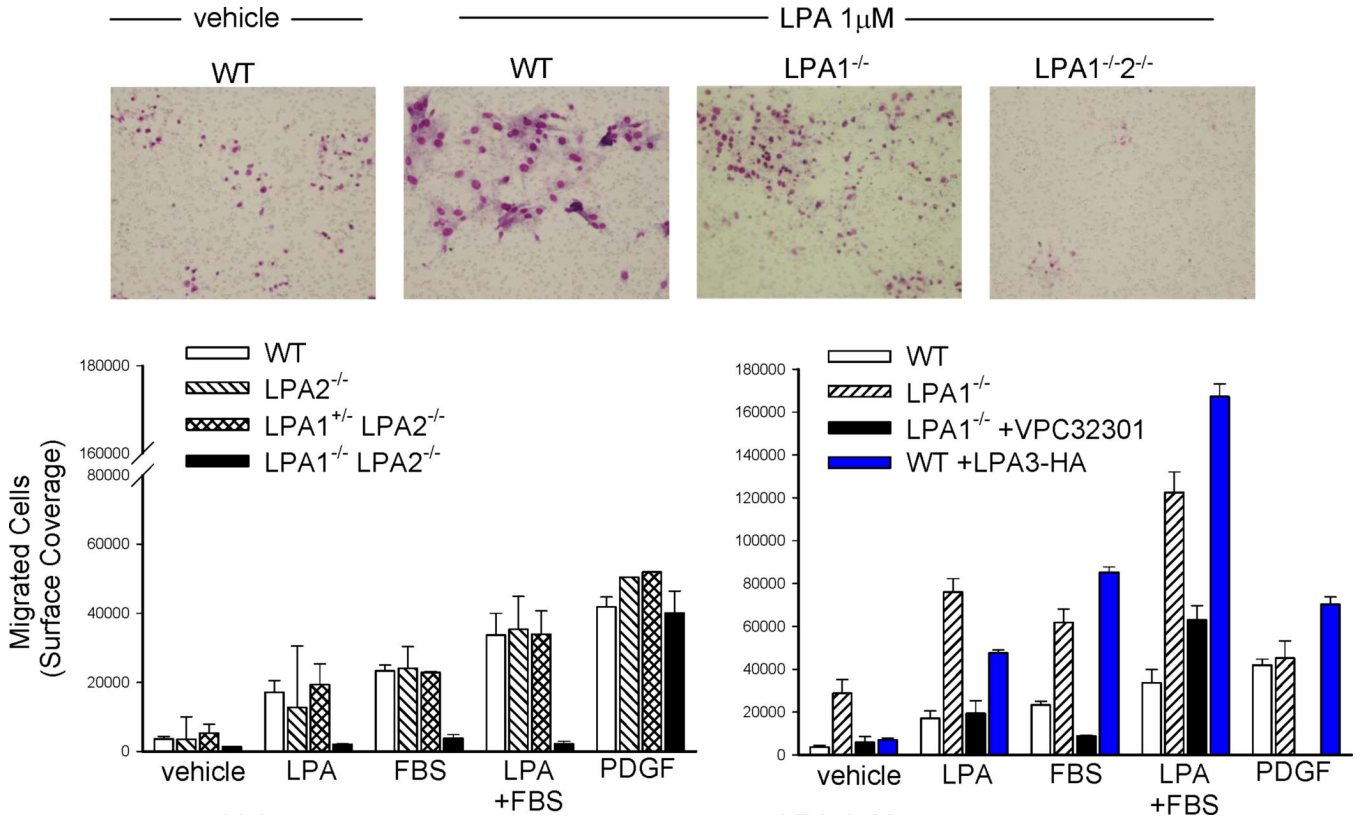 vehicle
LPA 1μM
WT
WT
LPA1-/-
LPA1-/-2-/-
Migrated Cells
(Surface Coverage)
180000
160000
80000
60000
40000
20000
0
WT
LPA2-/-
LPA1+/- LPA2-/-
LPA1-/- LPA2-/-
vehicle
LPA
FBS
LPA
+FBS
PDGF
180000
160000
140000
120000
100000
80000
60000
40000
20000
0
WT
LPA1-/-
LPA1-/- +VPC32301
WT +LPA3-HA
vehicle
LPA
FBS
LPA
+FBS
PDGF